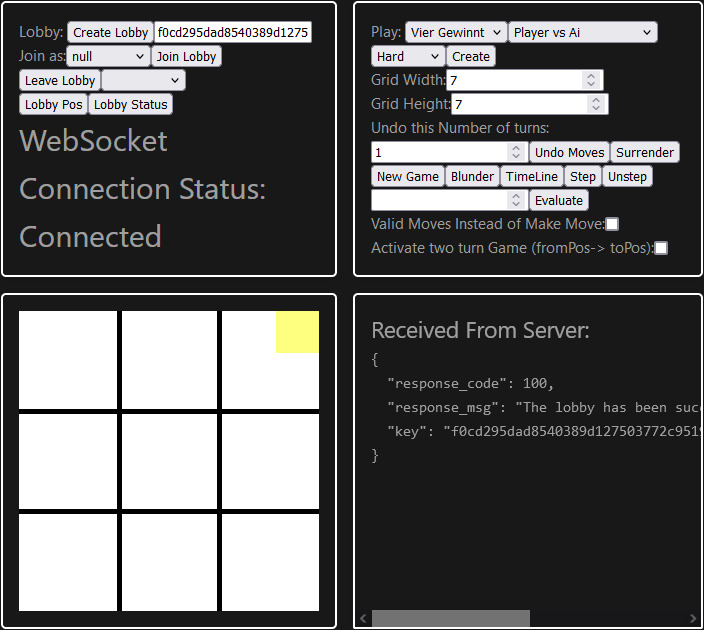 Lobby: Create Lobby f0cd295dad8540389d1275
Join as: null Join Lobby
Leave Lobby
Lobby Pos Lobby Status
WebSocket
Connection Status:
Connected
Play: Vier Gewinnt Player vs Ai
Hard Create
Grid Width: 7
Grid Height: 7
Undo this Number of turns:
1 Undo Moves Surrender
New Game Blunder TimeLine Step Unstep
Evaluate
Valid Moves Instead of Make Move:
Activate two turn Game (fromPos-> toPos):
Received From Server:
{
"response_code": 100,
"response_msg": "The lobby has been suc
"key": "f0cd295dad8540389d127503772c9519
}